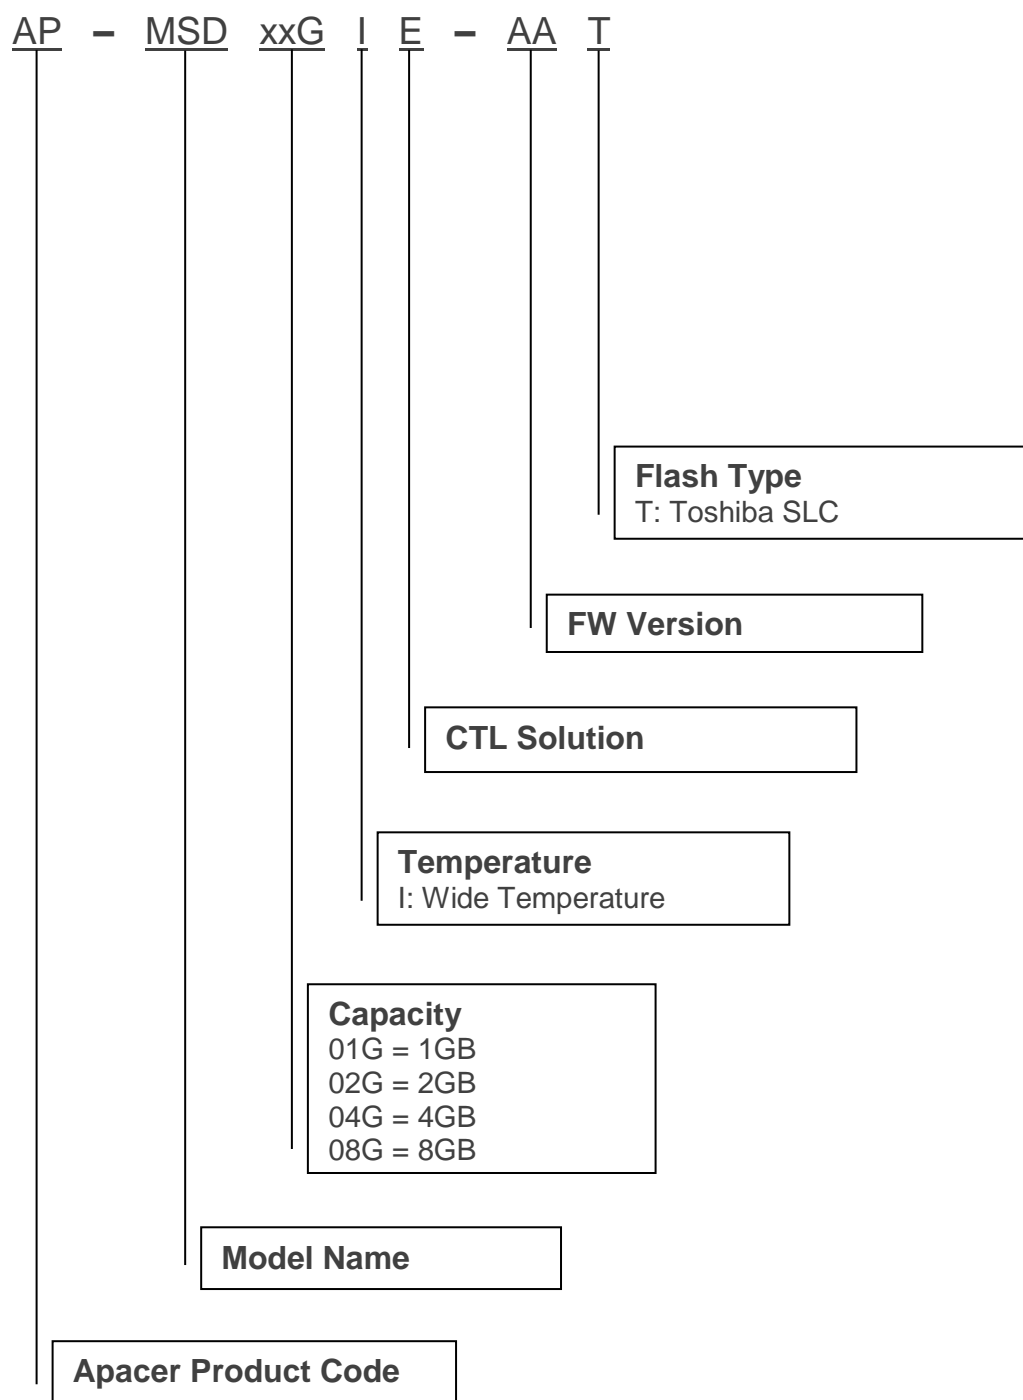 AP – MSD xxG I E – AA T
Flash Type
T: Toshiba SLC
FW Version
CTL Solution
Temperature
I: Wide Temperature
Capacity
01G = 1GB
02G = 2GB
04G = 4GB
08G = 8GB
Model Name
Apacer Product Code